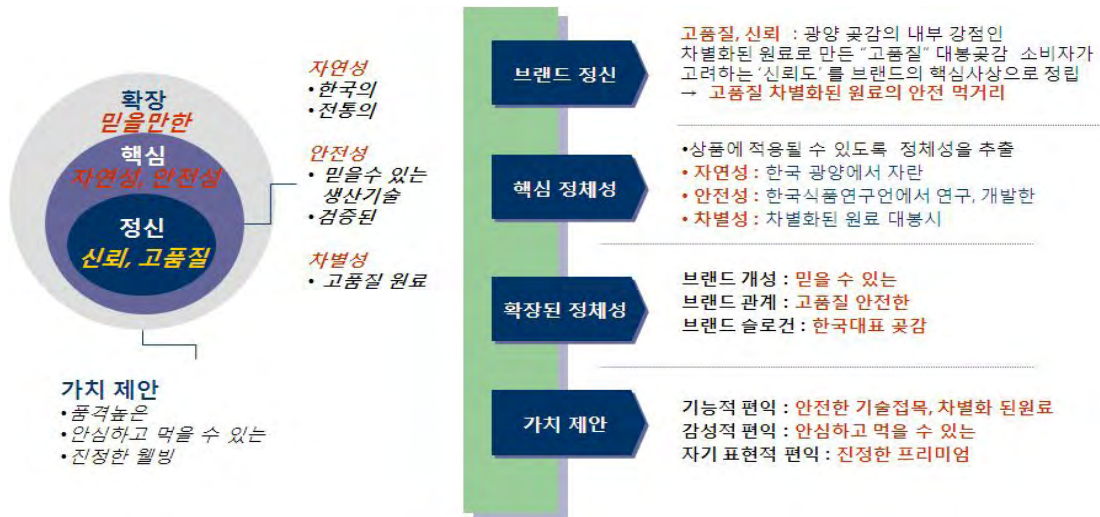 확장
믿을만한
핵심
자연성, 안전성
정신
신뢰, 고품질
자연성
• 한국의
• 전통의
안전성
• 믿을수 있는
생산기술
• 검증된
차별성
• 고품질 원료
가치 제안
•품격높은
•안심하고 먹을 수 있는
•진정한 웰빙
브랜드 정신
고품질, 신뢰 : 광양 곶감의 내부 강점인
차별화된 원료로 만든 “고품질” 대봉곶감 소비자가
고려하는 ‘신뢰도’ 를 브랜드의 핵심사상으로 정립
→ 고품질 차별화된 원료의 안전 먹거리
핵심 정체성
•상품에 적용될 수 있도록 정체성을 추출
• 자연성 : 한국 광양에서 자란
• 안전성 : 한국식품연구언에서 연구, 개발한
• 차별성 : 차별화된 원료 대봉시
확장된 정체성
브랜드 개성 : 믿을 수 있는
브랜드 관계 : 고품질 안전한
브랜드 슬로건 : 한국대표 곶감
가치 제안
기능적 편익 : 안전한 기술접목, 차별화 된원료
감성적 편익 : 안심하고 먹을 수 있는
자기 표현적 편익 : 진정한 프리미엄